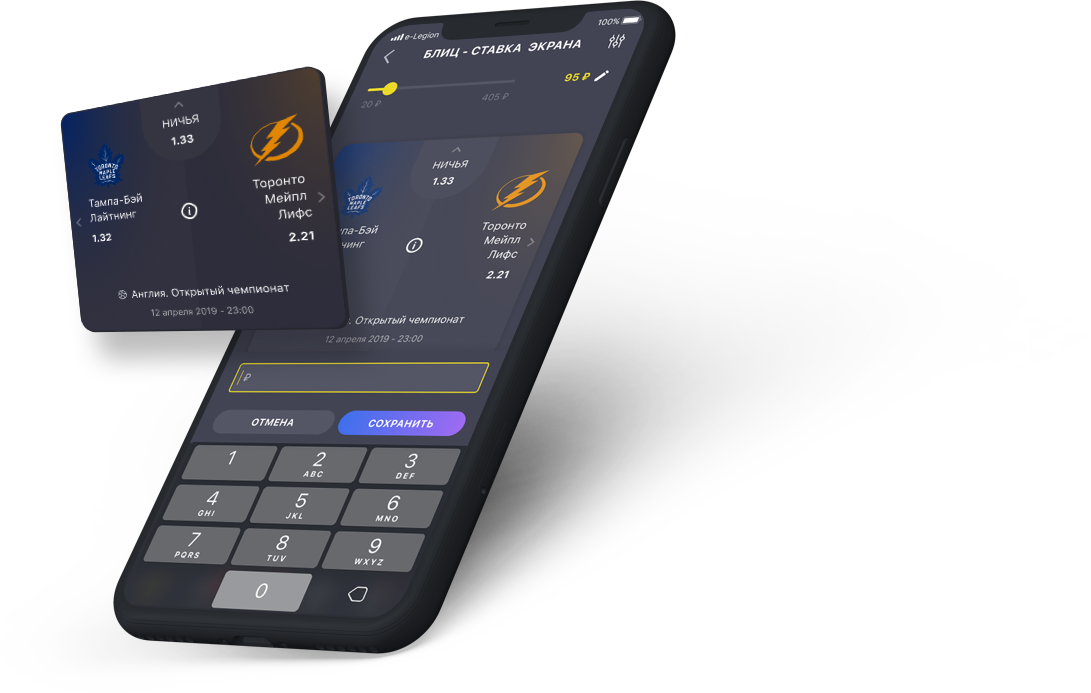 e-Legion
100%
БЛИЦ - СТАВКА ЭКРАНА
95 ₽
20 ₽
405 ₽
НИЧЬЯ
1.33
TORONTO
MAPLE
LEAFS
Тампа-Бэй
Лайтнинг
1.32
Торонто
Мейпл
Лифс
2.21
Англия. Открытый чемпионат
12 апреля 2019 - 23:00
НИЧЬЯ
1.33
TORONTO
MAPLE
LEAFS
па-Бэй
нинг
Торонто
Мейпл
Лифс
2.21
. Открытый чемпионат
12 апреля 2019 - 23:00
₽
ОТМЕНА
СОХРАНИТЬ
1
2
ABC
3
DEF
4
GHI
5
JKL
6
MNO
7
PQRS
8
TUV
9
WXYZ
0